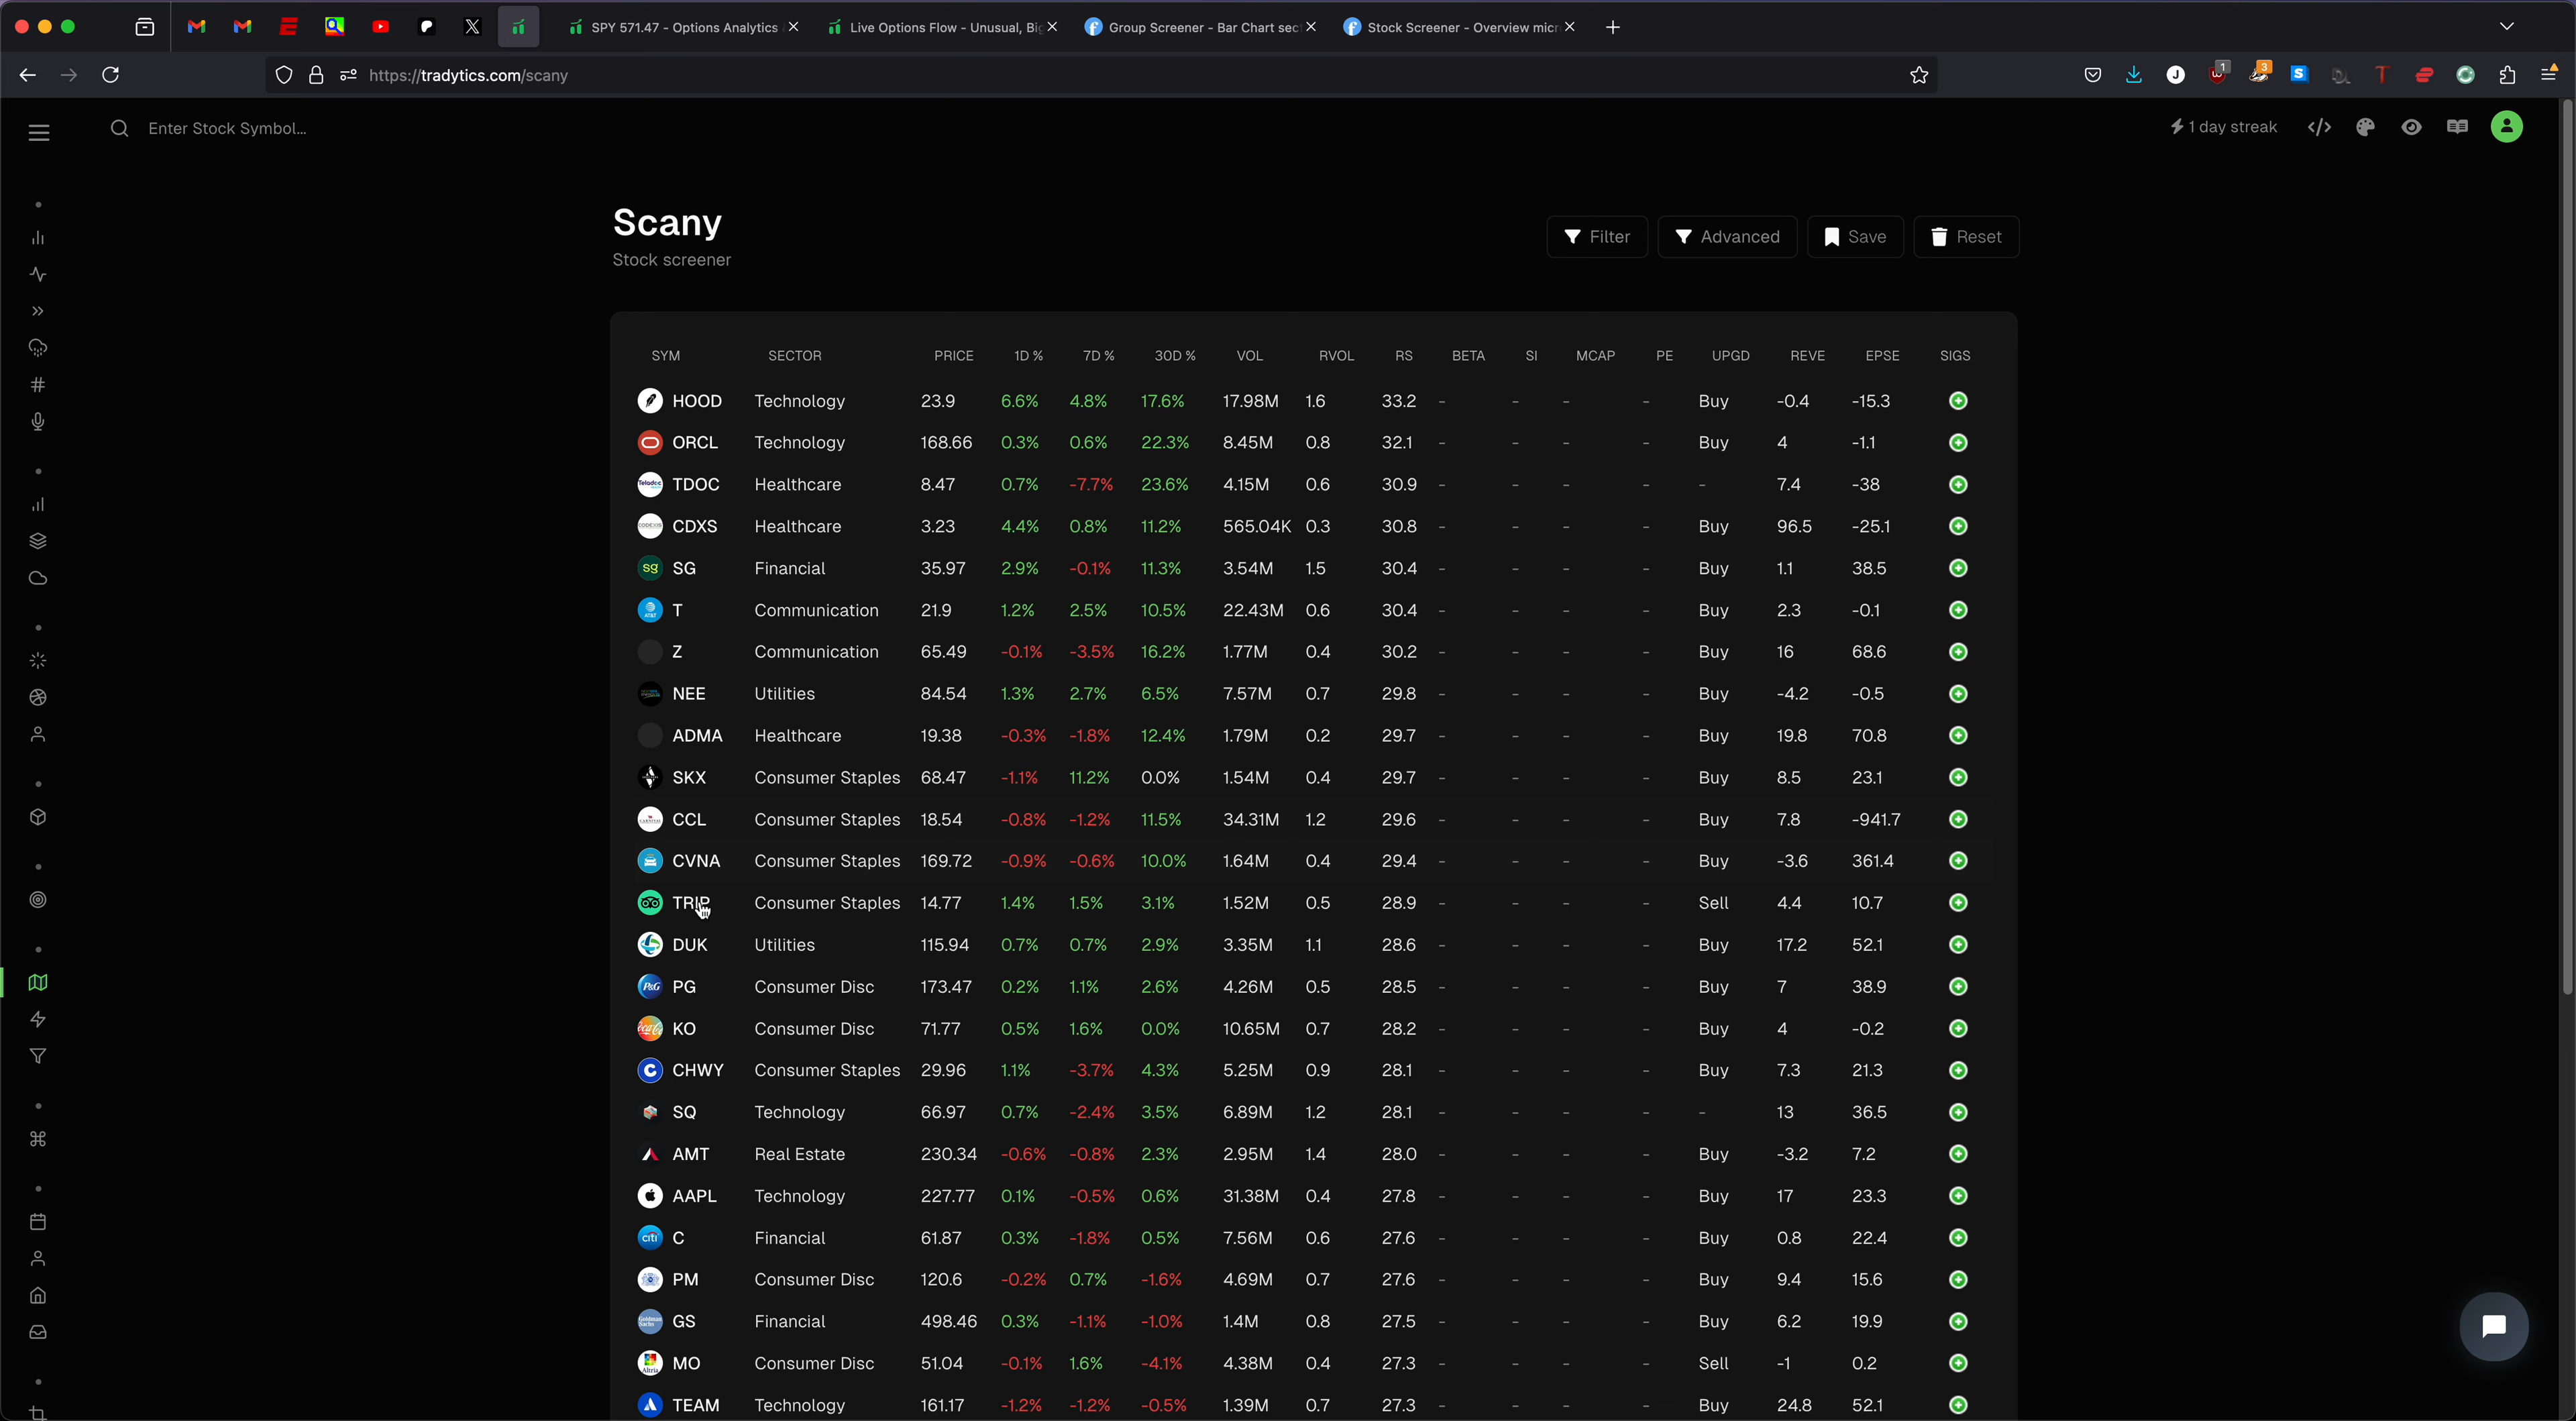 SPY 571.47 - Options Analytics
Live Options Flow - Unusual, Big
Group Screener - Bar Chart sec
Stock Screener - Overview micr
https://tradytics.com/scany
1
3
Enter Stock Symbol...
1 day streak
Scany
Stock screener
Filter
Advanced
Save
Reset
SYM SECTOR PRICE 1D % 7D % 30D % VOL RVOL RS BETA SI MCAP PE UPGD REVE EPSE SIGS
HOOD Technology 23.9 6.6% 4.8% 17.6% 17.98M 1.6 33.2 - - - - Buy -0.4 -15.3
ORCL Technology 168.66 0.3% 0.6% 22.3% 8.45M 0.8 32.1 - - - - Buy 4 -1.1
TDOC Healthcare 8.47 0.7% -7.7% 23.6% 4.15M 0.6 30.9 - - - - - 7.4 -38
CDXS Healthcare 3.23 4.4% 0.8% 11.2% 565.04K 0.3 30.8 - - - - Buy 96.5 -25.1
sg SG Financial 35.97 2.9% -0.1% 11.3% 3.54M 1.5 30.4 - - - - Buy 1.1 38.5
T Communication 21.9 1.2% 2.5% 10.5% 22.43M 0.6 30.4 - - - - Buy 2.3 -0.1
Z Communication 65.49 -0.1% -3.5% 16.2% 1.77M 0.4 30.2 - - - - Buy 16 68.6
NEE Utilities 84.54 1.3% 2.7% 6.5% 7.57M 0.7 29.8 - - - - Buy -4.2 -0.5
ADMA Healthcare 19.38 -0.3% -1.8% 12.4% 1.79M 0.2 29.7 - - - - Buy 19.8 70.8
SKX Consumer Staples 68.47 -1.1% 11.2% 0.0% 1.54M 0.4 29.7 - - - - Buy 8.5 23.1
CCL Consumer Staples 18.54 -0.8% -1.2% 11.5% 34.31M 1.2 29.6 - - - - Buy 7.8 -941.7
CVNA Consumer Staples 169.72 -0.9% -0.6% 10.0% 1.64M 0.4 29.4 - - - - Buy -3.6 361.4
TRIP Consumer Staples 14.77 1.4% 1.5% 3.1% 1.52M 0.5 28.9 - - - - Sell 4.4 10.7
DUK Utilities 115.94 0.7% 0.7% 2.9% 3.35M 1.1 28.6 - - - - Buy 17.2 52.1
P&G PG Consumer Disc 173.47 0.2% 1.1% 2.6% 4.26M 0.5 28.5 - - - - Buy 7 38.9
KO Consumer Disc 71.77 0.5% 1.6% 0.0% 10.65M 0.7 28.2 - - - - Buy 4 -0.2
CHWY Consumer Staples 29.96 1.1% -3.7% 4.3% 5.25M 0.9 28.1 - - - - Buy 7.3 21.3
SQ Technology 66.97 0.7% -2.4% 3.5% 6.89M 1.2 28.1 - - - - - 13 36.5
AMT Real Estate 230.34 -0.6% -0.8% 2.3% 2.95M 1.4 28.0 - - - - Buy -3.2 7.2
AAPL Technology 227.77 0.1% -0.5% 0.6% 31.38M 0.4 27.8 - - - - Buy 17 23.3
citi C Financial 61.87 0.3% -1.8% 0.5% 7.56M 0.6 27.6 - - - - Buy 0.8 22.4
PM Consumer Disc 120.6 -0.2% 0.7% -1.6% 4.69M 0.7 27.6 - - - - Buy 9.4 15.6
GS Financial 498.46 0.3% -1.1% -1.0% 1.4M 0.8 27.5 - - - - Buy 6.2 19.9
Altria MO Consumer Disc 51.04 -0.1% 1.6% -4.1% 4.38M 0.4 27.3 - - - - Sell -1 0.2
TEAM Technology 161.17 -1.2% -1.2% -0.5% 1.39M 0.7 27.3 - - - - Buy 24.8 52.1